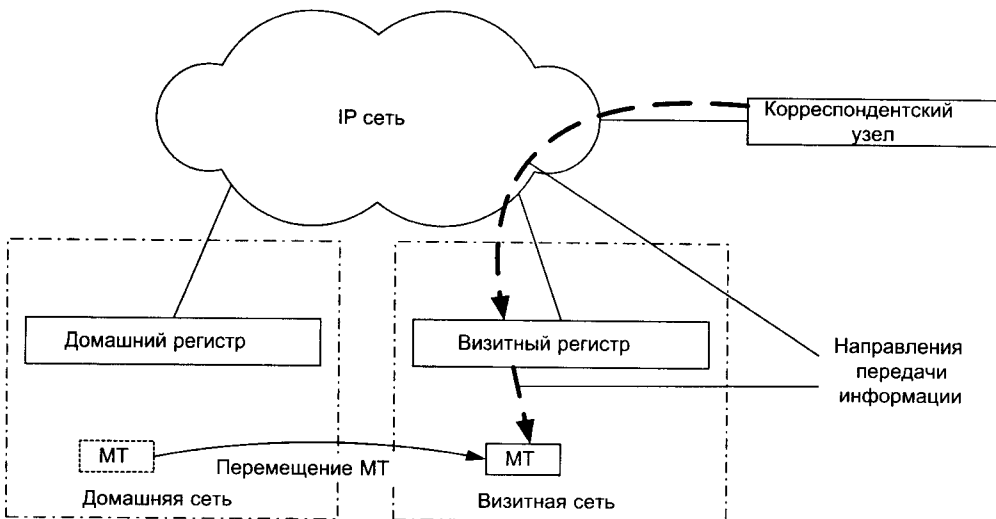 IP сеть
Корреспондентский
узел
Домашний регистр
Визитный регистр
Направления
передачи
информации
МТ
Перемещение МТ
МТ
Домашняя сеть
Визитная сеть